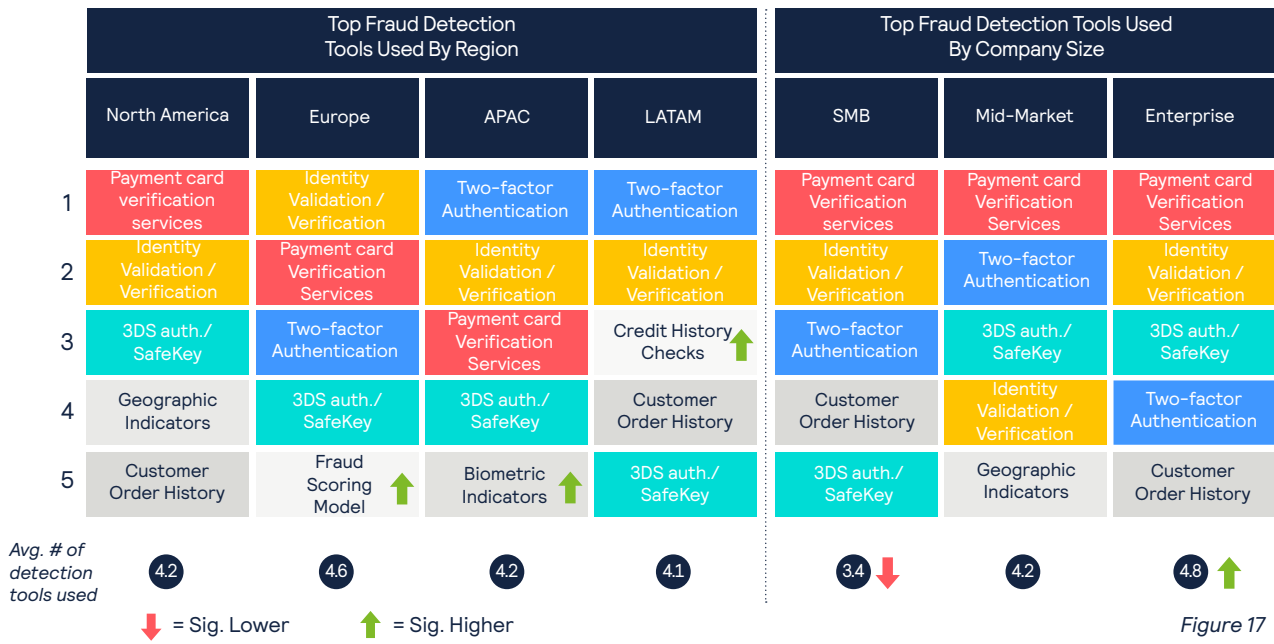 Top Fraud Detection
Tools Used By Region
Top Fraud Detection Tools Used
By Company Size
North America
Europe
APAC
LATAM
SMB
Mid-Market
Enterprise
1
Payment card
verification
services
Identity
Validation /
Verification
Two-factor
Authentication
Two-factor
Authentication
Payment card
Verification
services
Payment card
Verification
Services
Payment card
Verification
Services
2
Identity
Validation /
Verification
Payment card
Verification
Services
Identity
Validation /
Verification
Identity
Validation /
Verification
Identity
Validation /
Verification
Two-factor
Authentication
Identity
Validation /
Verification
3
3DS auth./
SafeKey
Two-factor
Authentication
Payment card
Verification
Services
Credit History
Checks
Two-factor
Authentication
3DS auth./
SafeKey
3DS auth./
SafeKey
4
Geographic
Indicators
3DS auth./
SafeKey
3DS auth./
SafeKey
Customer
Order History
Customer
Order History
Identity
Validation /
Verification
Two-factor
Authentication
5
Customer
Order History
Fraud
Scoring
Model
Biometric
Indicators
3DS auth./
SafeKey
3DS auth./
SafeKey
Geographic
Indicators
Customer
Order History
Avg. # of
detection
tools used
4.2
4.6
4.2
4.1
3.4
4.2
4.8
= Sig. Lower
= Sig. Higher
Figure 17